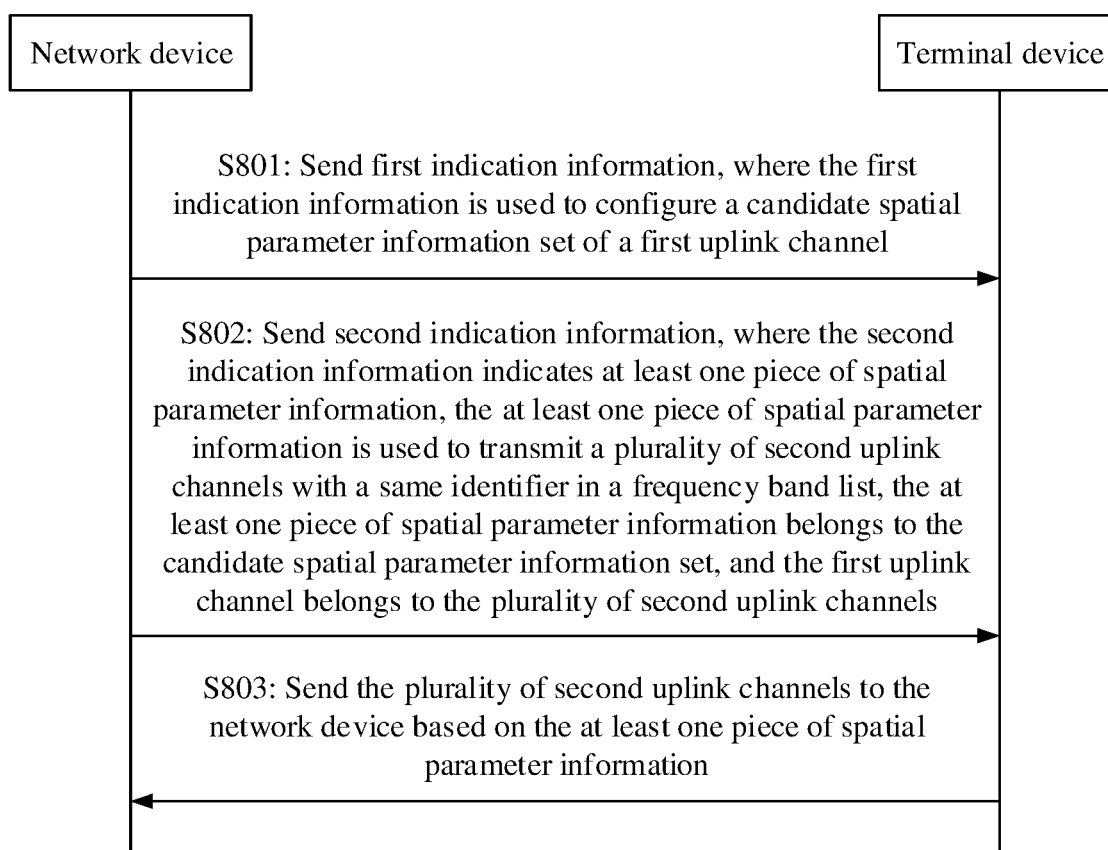 Network device
Terminal device
S801: Send first indication information, where the first
indication information is used to configure a candidate spatial
parameter information set of a first uplink channel
S802: Send second indication information, where the second
indication information indicates at least one piece of spatial
parameter information, the at least one piece of spatial parameter
information is used to transmit a plurality of second uplink
channels with a same identifier in a frequency band list, the at
least one piece of spatial parameter information belongs to the
candidate spatial parameter information set, and the first uplink
channel belongs to the plurality of second uplink channels
S803: Send the plurality of second uplink channels to the
network device based on the at least one piece of spatial
parameter information